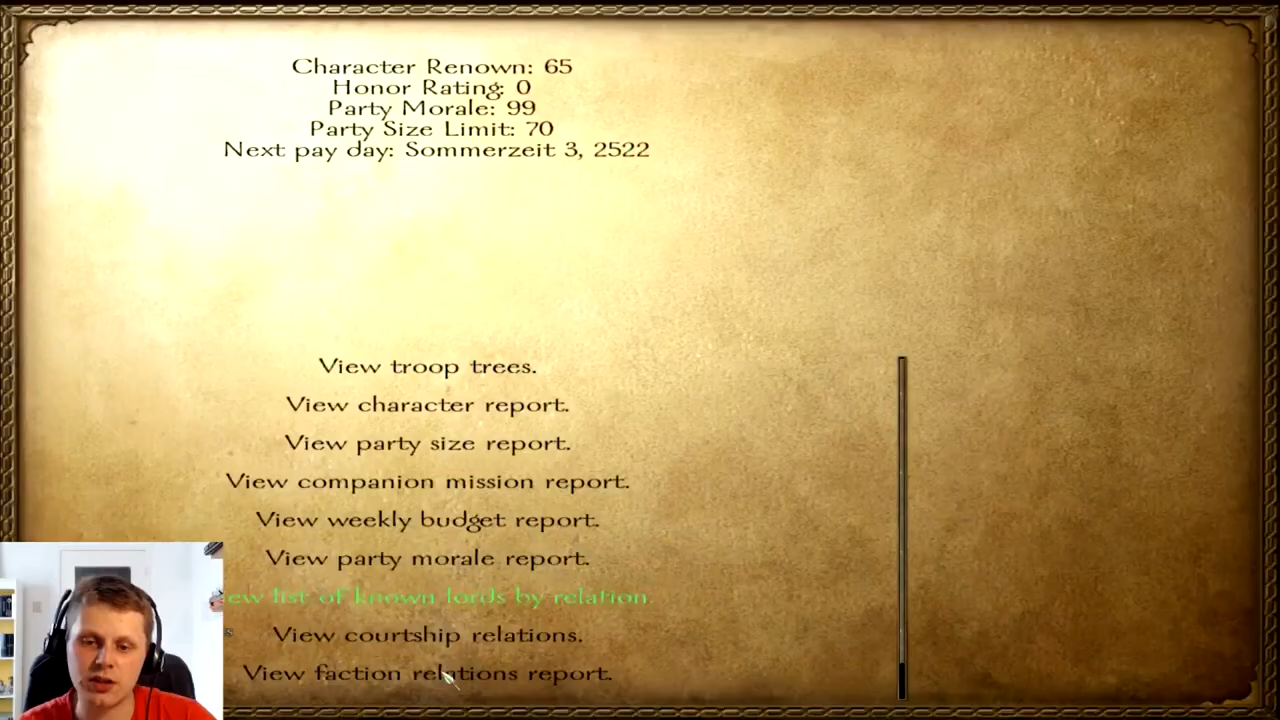 Character Renown: 65
Honor Rating: 0
Party Morale: 99
Party Size Limit: 70
Next pay day: Sommerzeit 3, 2522
View troop trees.
View character report.
View party size report.
View companion mission report.
View weekly budget report.
View party morale report.
ew list of known lords by relation.
View courtship relations.
View faction relations report.